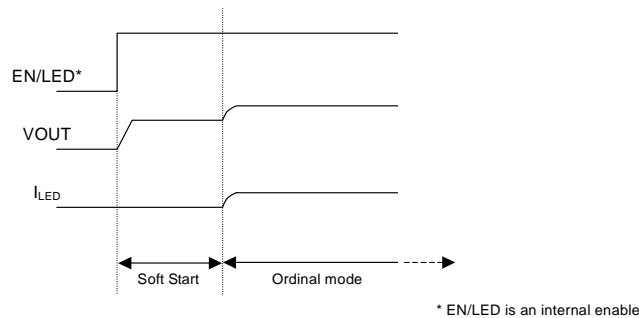 EN/LED*
VOUT
ILED
Soft Start
Ordinal mode
* EN/LED is an internal enable